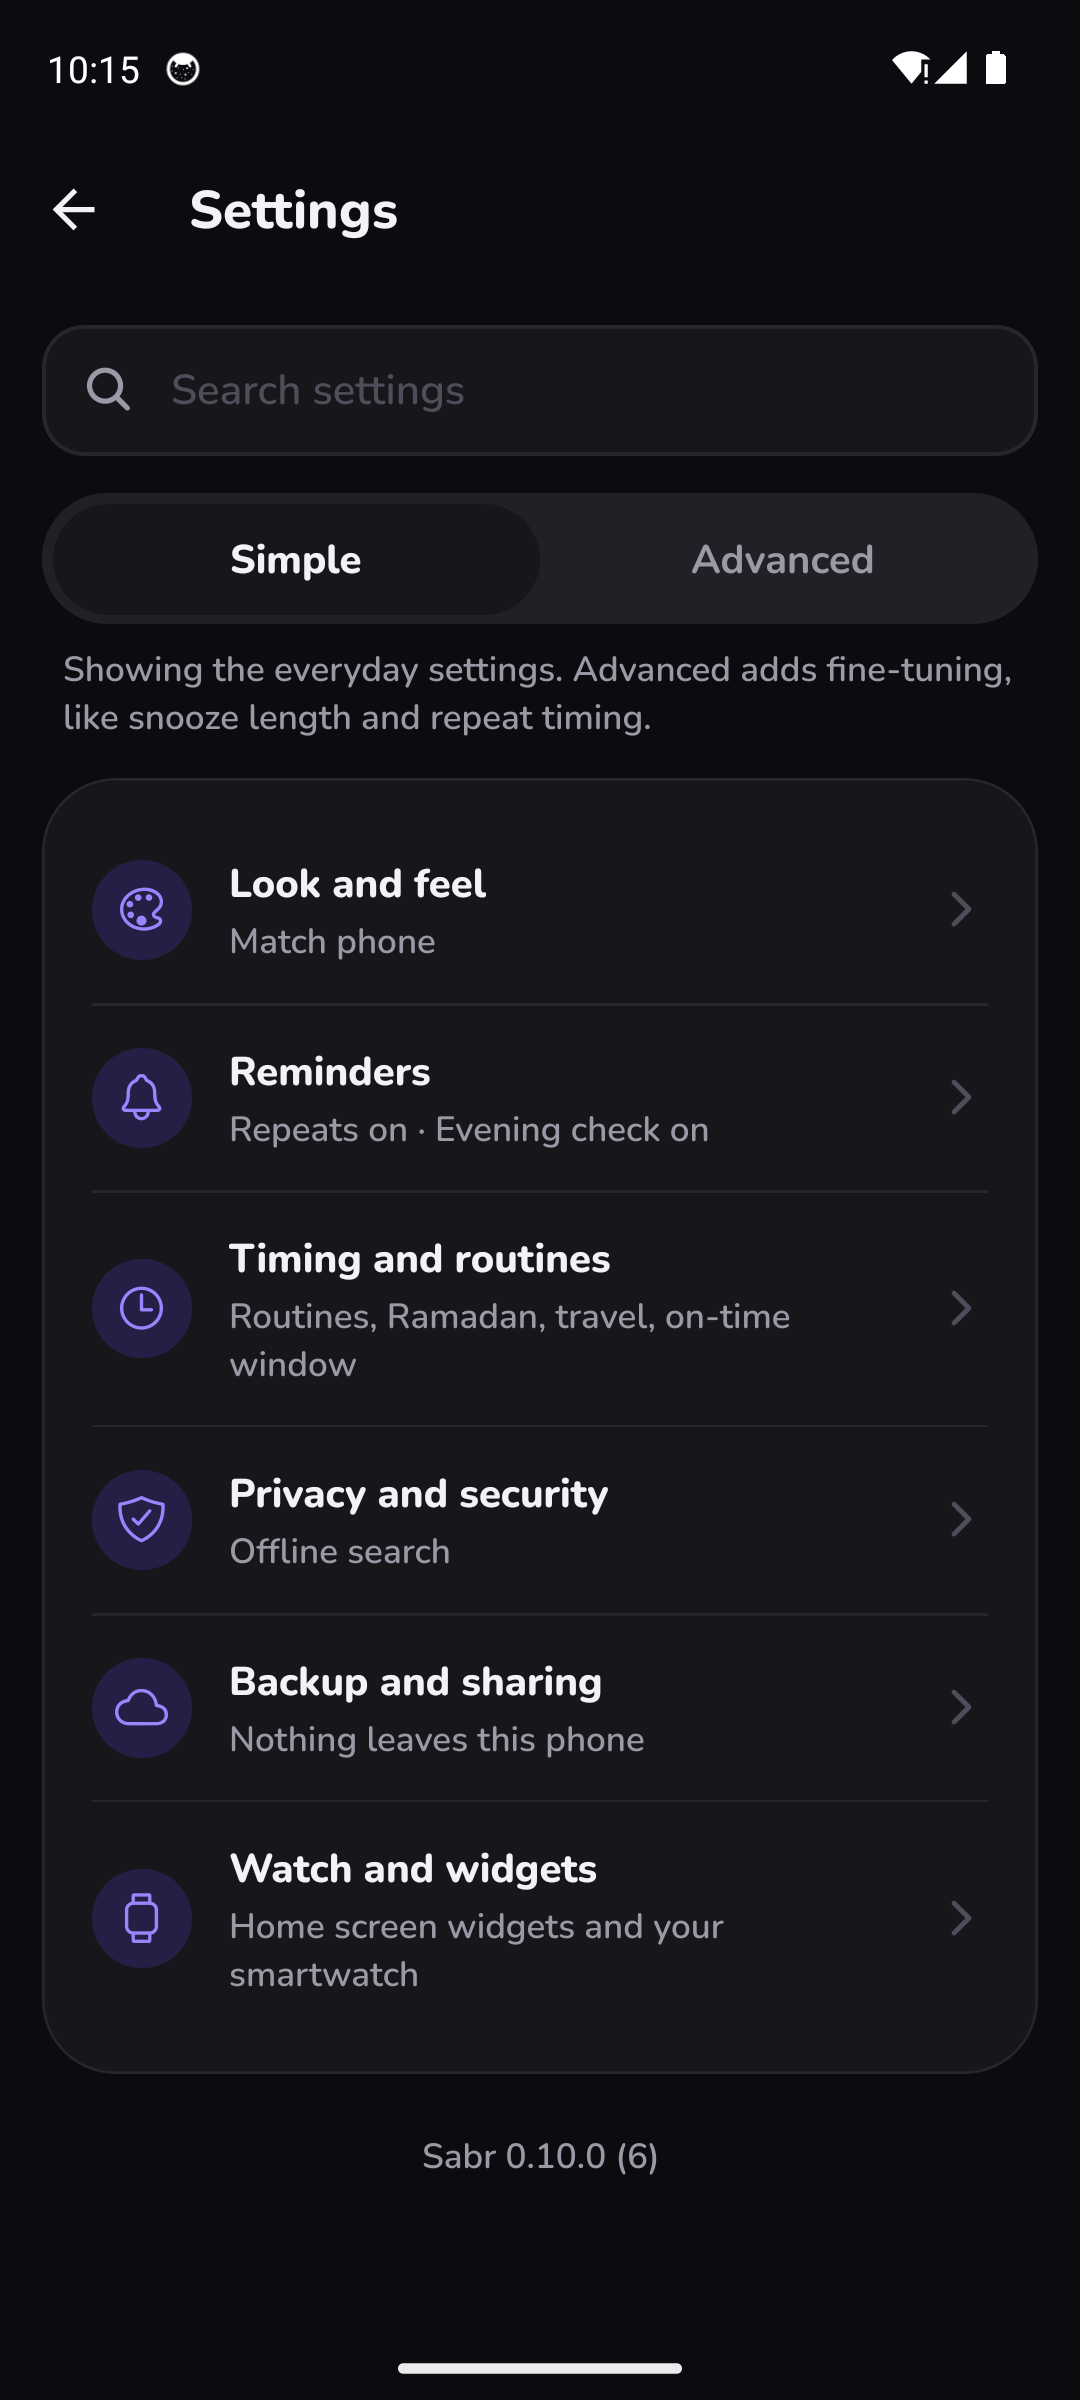 10:15
Settings
Search settings
Simple
Advanced
Showing the everyday settings. Advanced adds fine-tuning,
like snooze length and repeat timing.
Look and feel
Match phone
Reminders
Repeats on · Evening check on
Timing and routines
Routines, Ramadan, travel, on-time
window
Privacy and security
Offline search
Backup and sharing
Nothing leaves this phone
Watch and widgets
Home screen widgets and your
smartwatch
Sabr 0.10.0 (6)